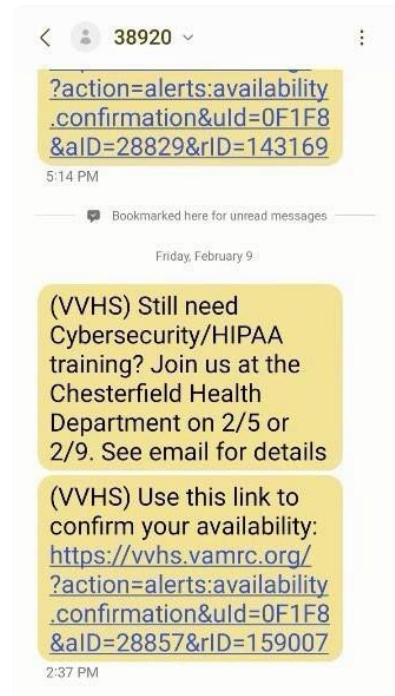 38920
?action=alerts:availability
.confirmation&uId=0F1F8
&aID=28829&rID=143169
5:14 PM
Bookmarked here for unread messages
Friday, February 9
(VVHS) Still need
Cybersecurity/HIPAA
training? Join us at the
Chesterfield Health
Department on 2/5 or
2/9. See email for details
(VVHS) Use this link to
confirm your availability:
https://vvhs.vamrc.org/
?action=alerts:availability
.confirmation&uId=0F1F8
&aID=28857&rID=159007
2:37 PM